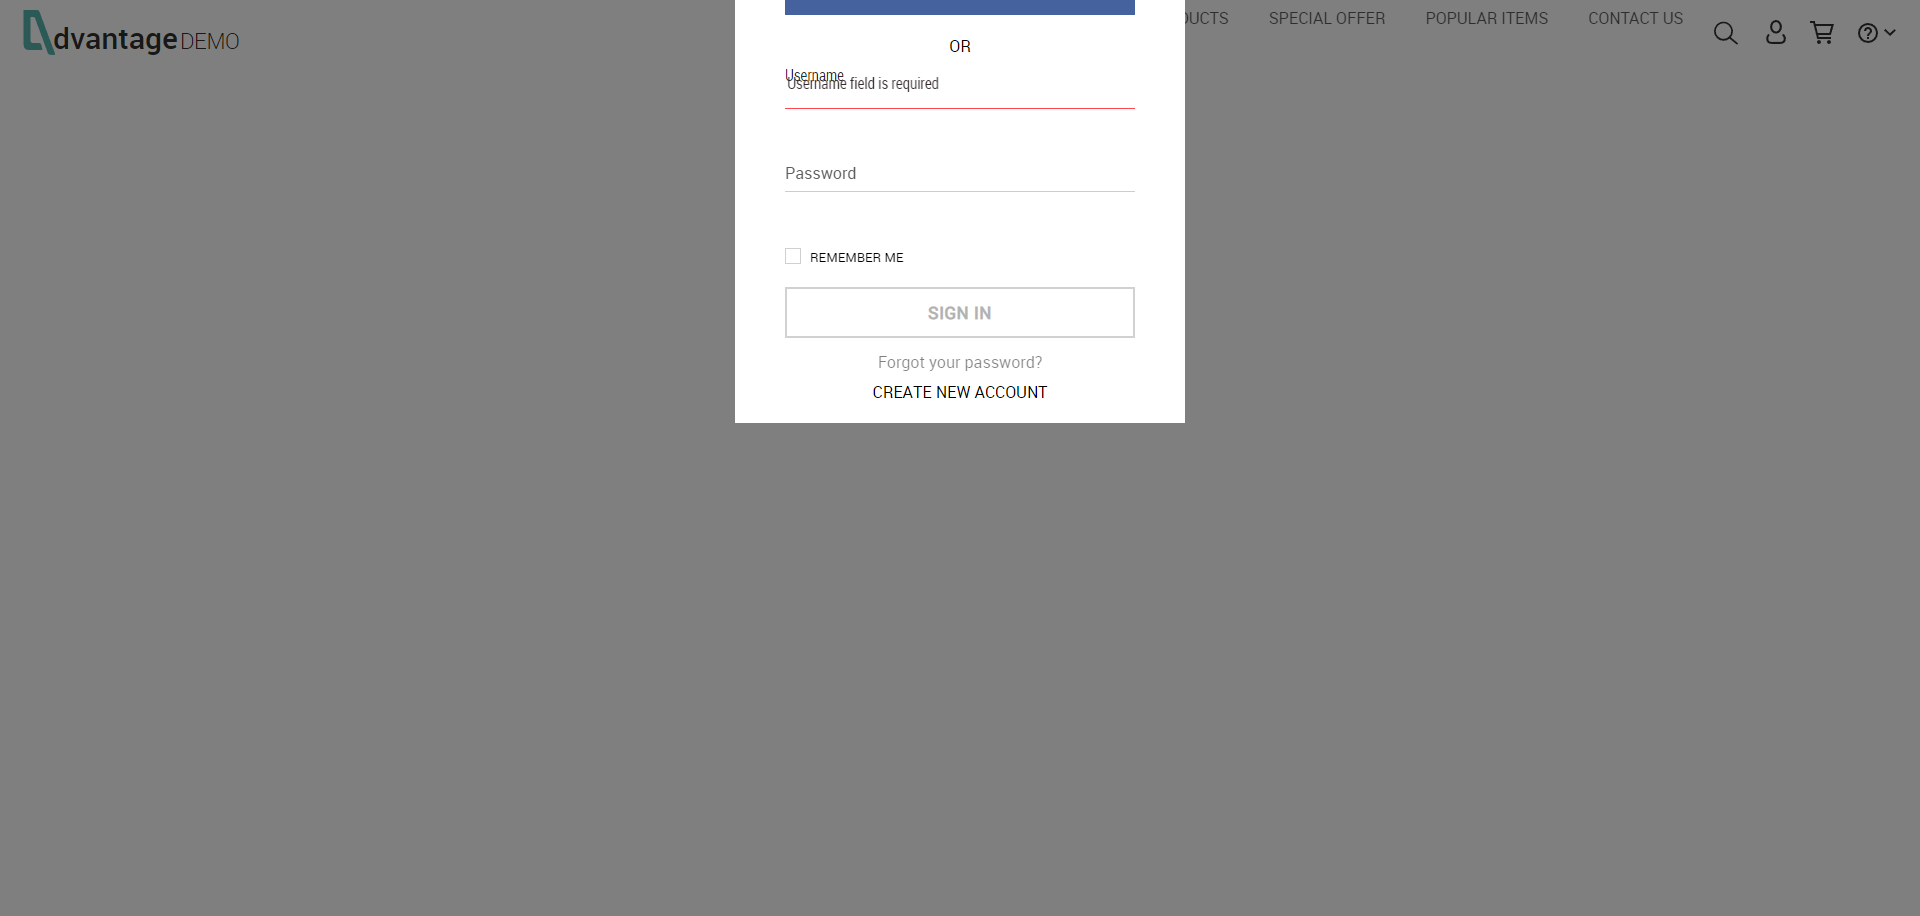 dvantage DEMO
UCTS SPECIAL OFFER POPULAR ITEMS CONTACT US
OR
Username
Username field is required
Password
REMEMBER ME
SIGN IN
Forgot your password?
CREATE NEW ACCOUNT